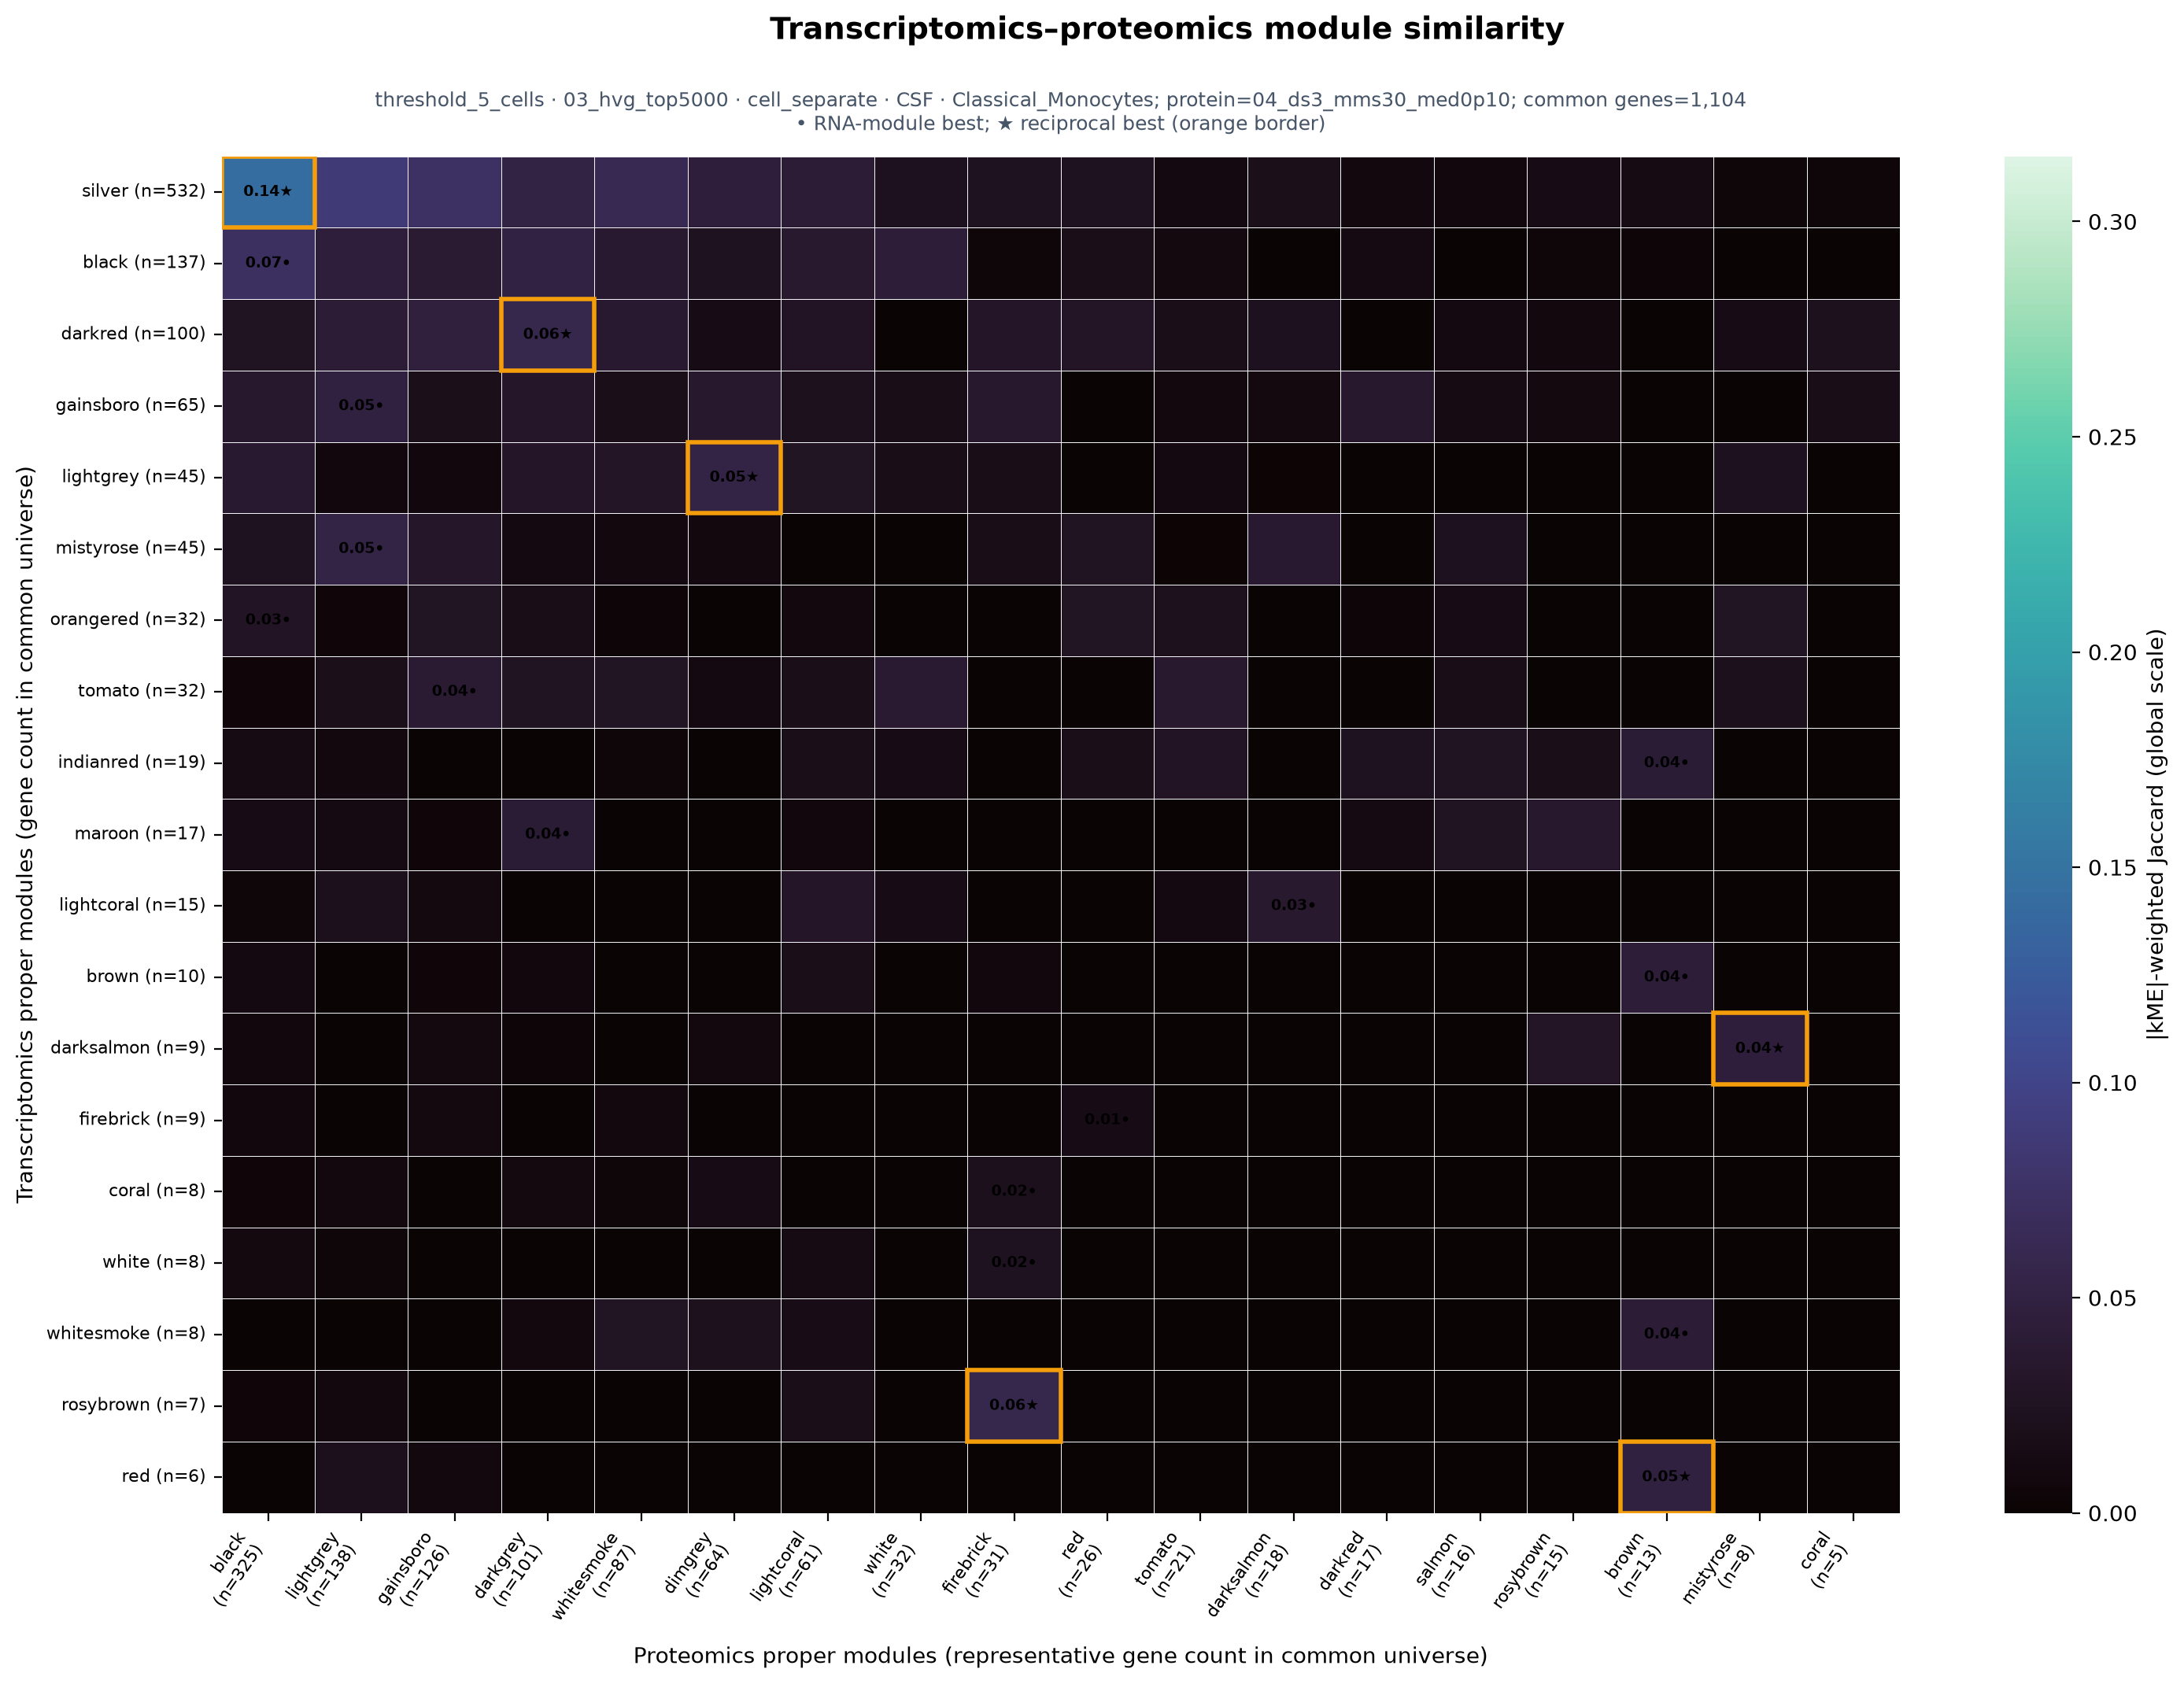 Transcriptomics–proteomics module similarity
threshold_5_cells · 03_hvg_top5000 · cell_separate · CSF · Classical_Monocytes; protein=04_ds3_mms30_med0p10; common genes=1,104
• RNA-module best; ★ reciprocal best (orange border)
Transcriptomics proper modules (gene count in common universe)
silver (n=532) 0.14★
black (n=137) 0.07•
darkred (n=100) 0.06★
gainsboro (n=65) 0.05•
lightgrey (n=45) 0.05★
mistyrose (n=45) 0.05•
orangered (n=32) 0.03•
tomato (n=32) 0.04•
indianred (n=19) 0.04•
maroon (n=17) 0.04•
lightcoral (n=15) 0.03•
brown (n=10) 0.04•
darksalmon (n=9) 0.04★
firebrick (n=9) 0.01•
coral (n=8) 0.02•
white (n=8) 0.02•
whitesmoke (n=8) 0.04•
rosybrown (n=7) 0.06★
red (n=6) 0.05★
black
(n=325)
lightgrey
(n=138)
gainsboro
(n=126)
darkgrey
(n=101)
whitesmoke
(n=87)
dimgrey
(n=64)
lightcoral
(n=61)
white
(n=32)
firebrick
(n=31)
red
(n=26)
tomato
(n=21)
darksalmon
(n=18)
darkred
(n=17)
salmon
(n=16)
rosybrown
(n=15)
brown
(n=13)
mistyrose
(n=8)
coral
(n=5)
Proteomics proper modules (representative gene count in common universe)
0.30
0.25
0.20
0.15
0.10
0.05
0.00
|kME|-weighted Jaccard (global scale)